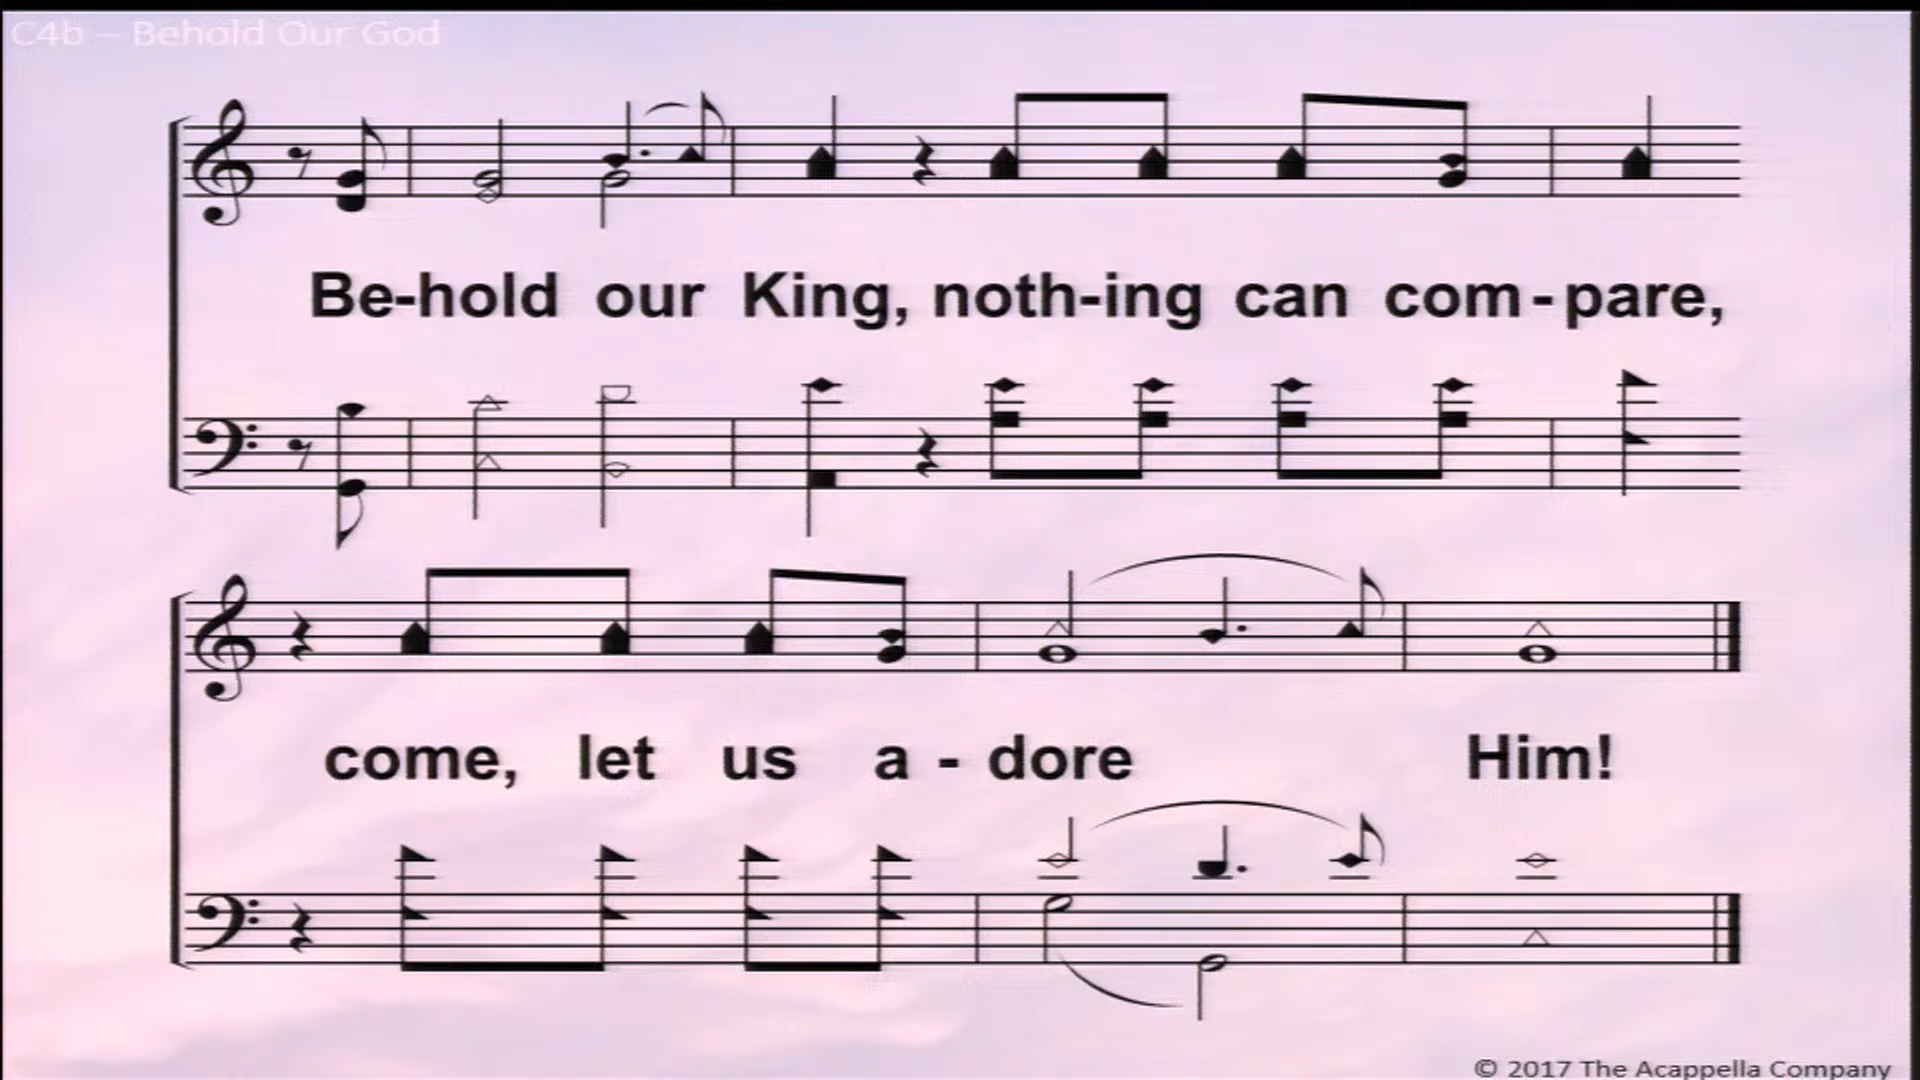 C4b – Behold Our God
Be-hold our King, noth-ing can com-pare,
come, let us a-dore Him!
© 2017 The Acappella Company